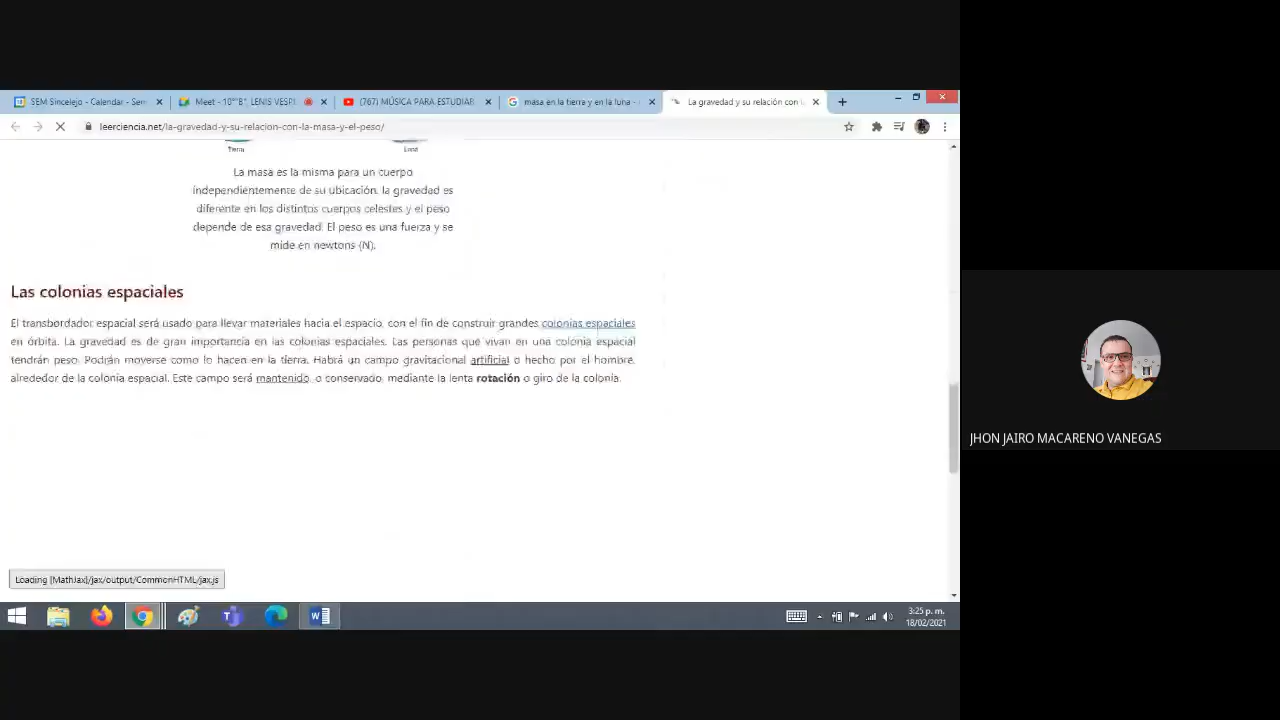 SEM Sincelejo - Calendar - Sem
Meet - 10°"B" LENIS VESPE
(767) MÚSICA PARA ESTUDIAR
masa en la tierra y en la luna -
La gravedad y su relación con l
leerciencia.net/la-gravedad-y-su-relacion-con-la-masa-y-el-peso/
Tierra
Luna
La masa es la misma para un cuerpo
independientemente de su ubicación. la gravedad es
diferente en los distintos cuerpos celestes y el peso
depende de esa gravedad. El peso es una fuerza y se
mide en newtons (N).
Las colonias espaciales
El transbordador espacial será usado para llevar materiales hacia el espacio, con el fin de construir grandes colonias espaciales
en órbita. La gravedad es de gran importancia en las colonias espaciales. Las personas que vivan en una colonia espacial
tendrán peso. Podrán moverse como lo hacen en la tierra. Habrá un campo gravitacional artificial o hecho por el hombre,
alrededor de la colonia espacial. Este campo será mantenido, o conservado, mediante la lenta rotación o giro de la colonia.
JHON JAIRO MACARENO VANEGAS
Loading [MathJax]/jax/output/CommonHTML/jax.js
3:25 p. m.
18/02/2021